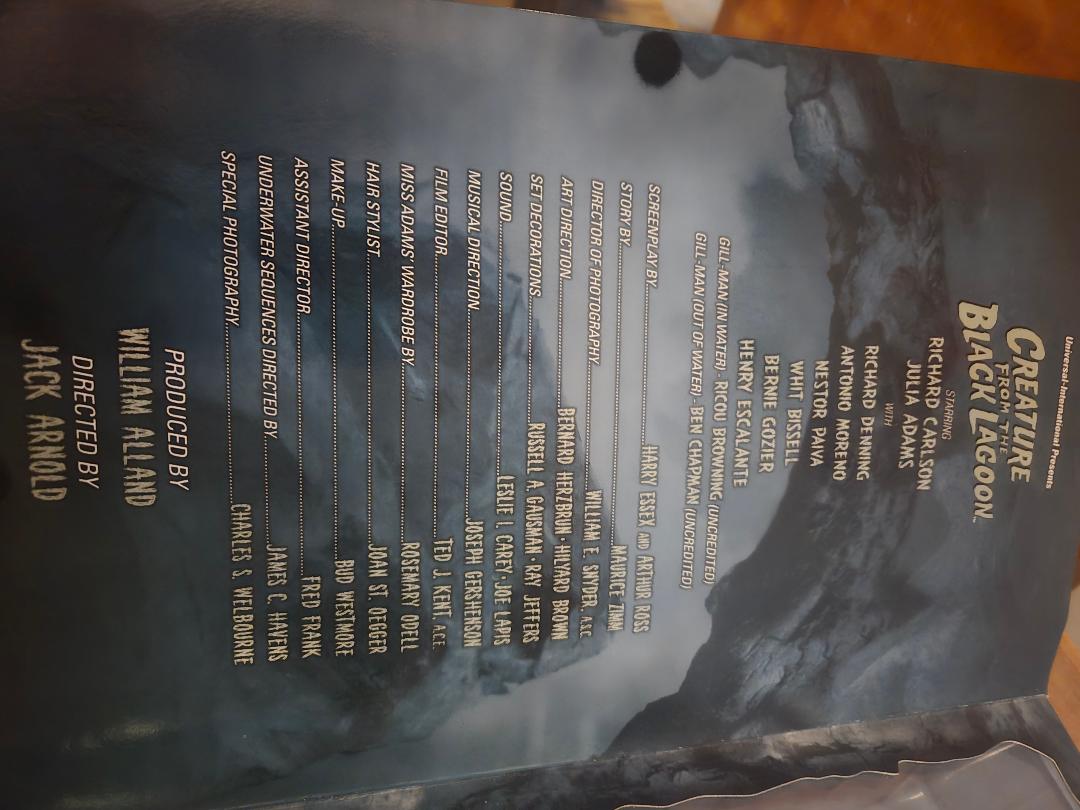 Universal-International Presents
CREATURE
FROM THE
BLACK LAGOON™
STARRING
RICHARD CARLSON
JULIA ADAMS
WITH
RICHARD DENNING
ANTONIO MORENO
NESTOR PAIVA
WHIT BISSELL
BERNIE GOZIER
HENRY ESCALANTE
GILL-MAN (IN WATER) - RICOU BROWNING (UNCREDITED)
GILL-MAN (OUT OF WATER) - BEN CHAPMAN (UNCREDITED)
SCREENPLAY BY HARRY ESSEX AND ARTHUR ROSS
STORY BY MAURICE ZIMM
DIRECTOR OF PHOTOGRAPHY WILLIAM E. SNYDER, A.S.C.
ART DIRECTION BERNARD HERZBRUN · HILYARD BROWN
SET DECORATIONS RUSSELL A. GAUSMAN · RAY JEFFERS
SOUND LESLIE I. CAREY · JOE LAPIS
MUSICAL DIRECTION JOSEPH GERSHENSON
FILM EDITOR TED J. KENT, A.C.E.
MISS ADAMS' WARDROBE BY ROSEMARY ODELL
HAIR STYLIST JOAN ST. OEGGER
MAKE-UP BUD WESTMORE
ASSISTANT DIRECTOR FRED FRANK
UNDERWATER SEQUENCES DIRECTED BY JAMES C. HAVENS
SPECIAL PHOTOGRAPHY CHARLES S. WELBOURNE
PRODUCED BY
WILLIAM ALLAND
DIRECTED BY
JACK ARNOLD